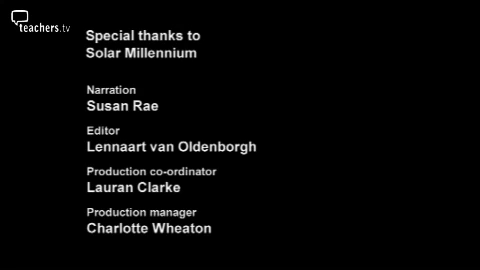 teachers.tv
Special thanks to
Solar Millennium
Narration
Susan Rae
Editor
Lennaart van Oldenborgh
Production co-ordinator
Lauran Clarke
Production manager
Charlotte Wheaton